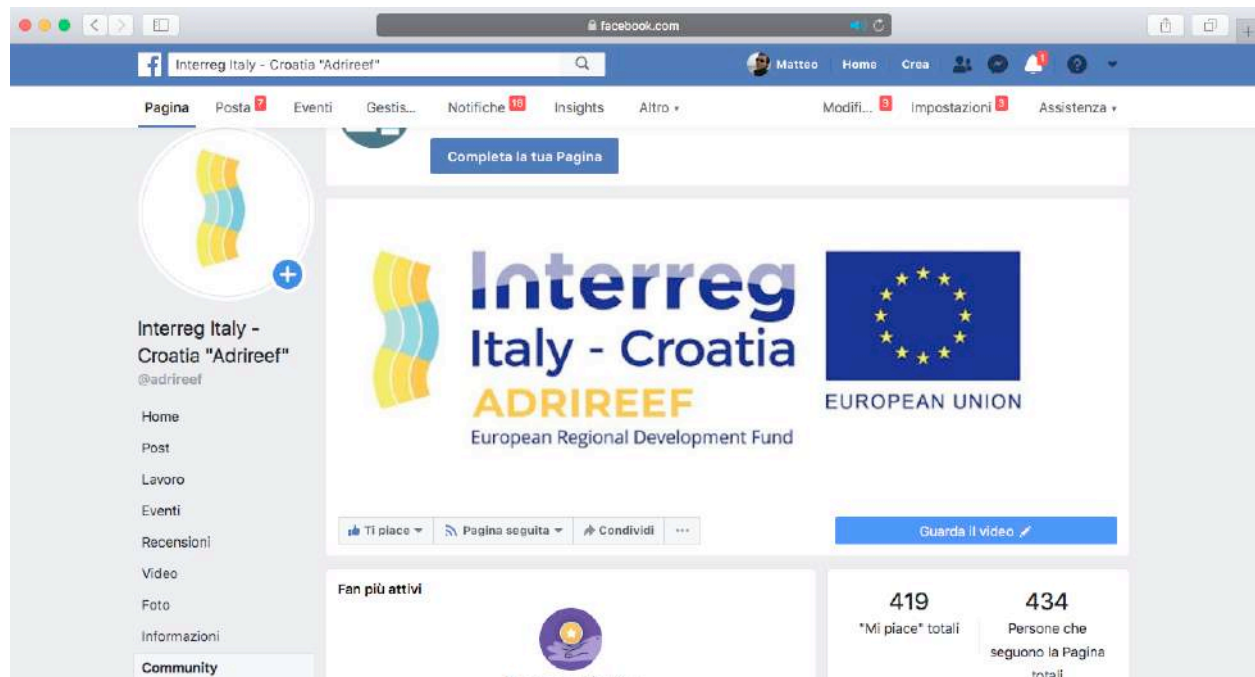 facebook.com
Interreg Italy - Croatia "Adrireef"
Matteo Home Crea 1
Pagina Posta 7 Eventi Gestis... Notifiche 18 Insights Altro Modifi... 9 Impostazioni 3 Assistenza
Completa la tua Pagina
Interreg Italy -
Croatia "Adrireef"
@adrireef
Home
Post
Lavoro
Eventi
Recensioni
Video
Foto
Informazioni
Community
Interreg
Italy - Croatia
ADRIREEF
European Regional Development Fund
EUROPEAN UNION
Ti piace Pagina seguita Condividi ...
Guarda il video
Fan più attivi
419
"Mi piace" totali
434
Persone che
seguono la Pagina
totali